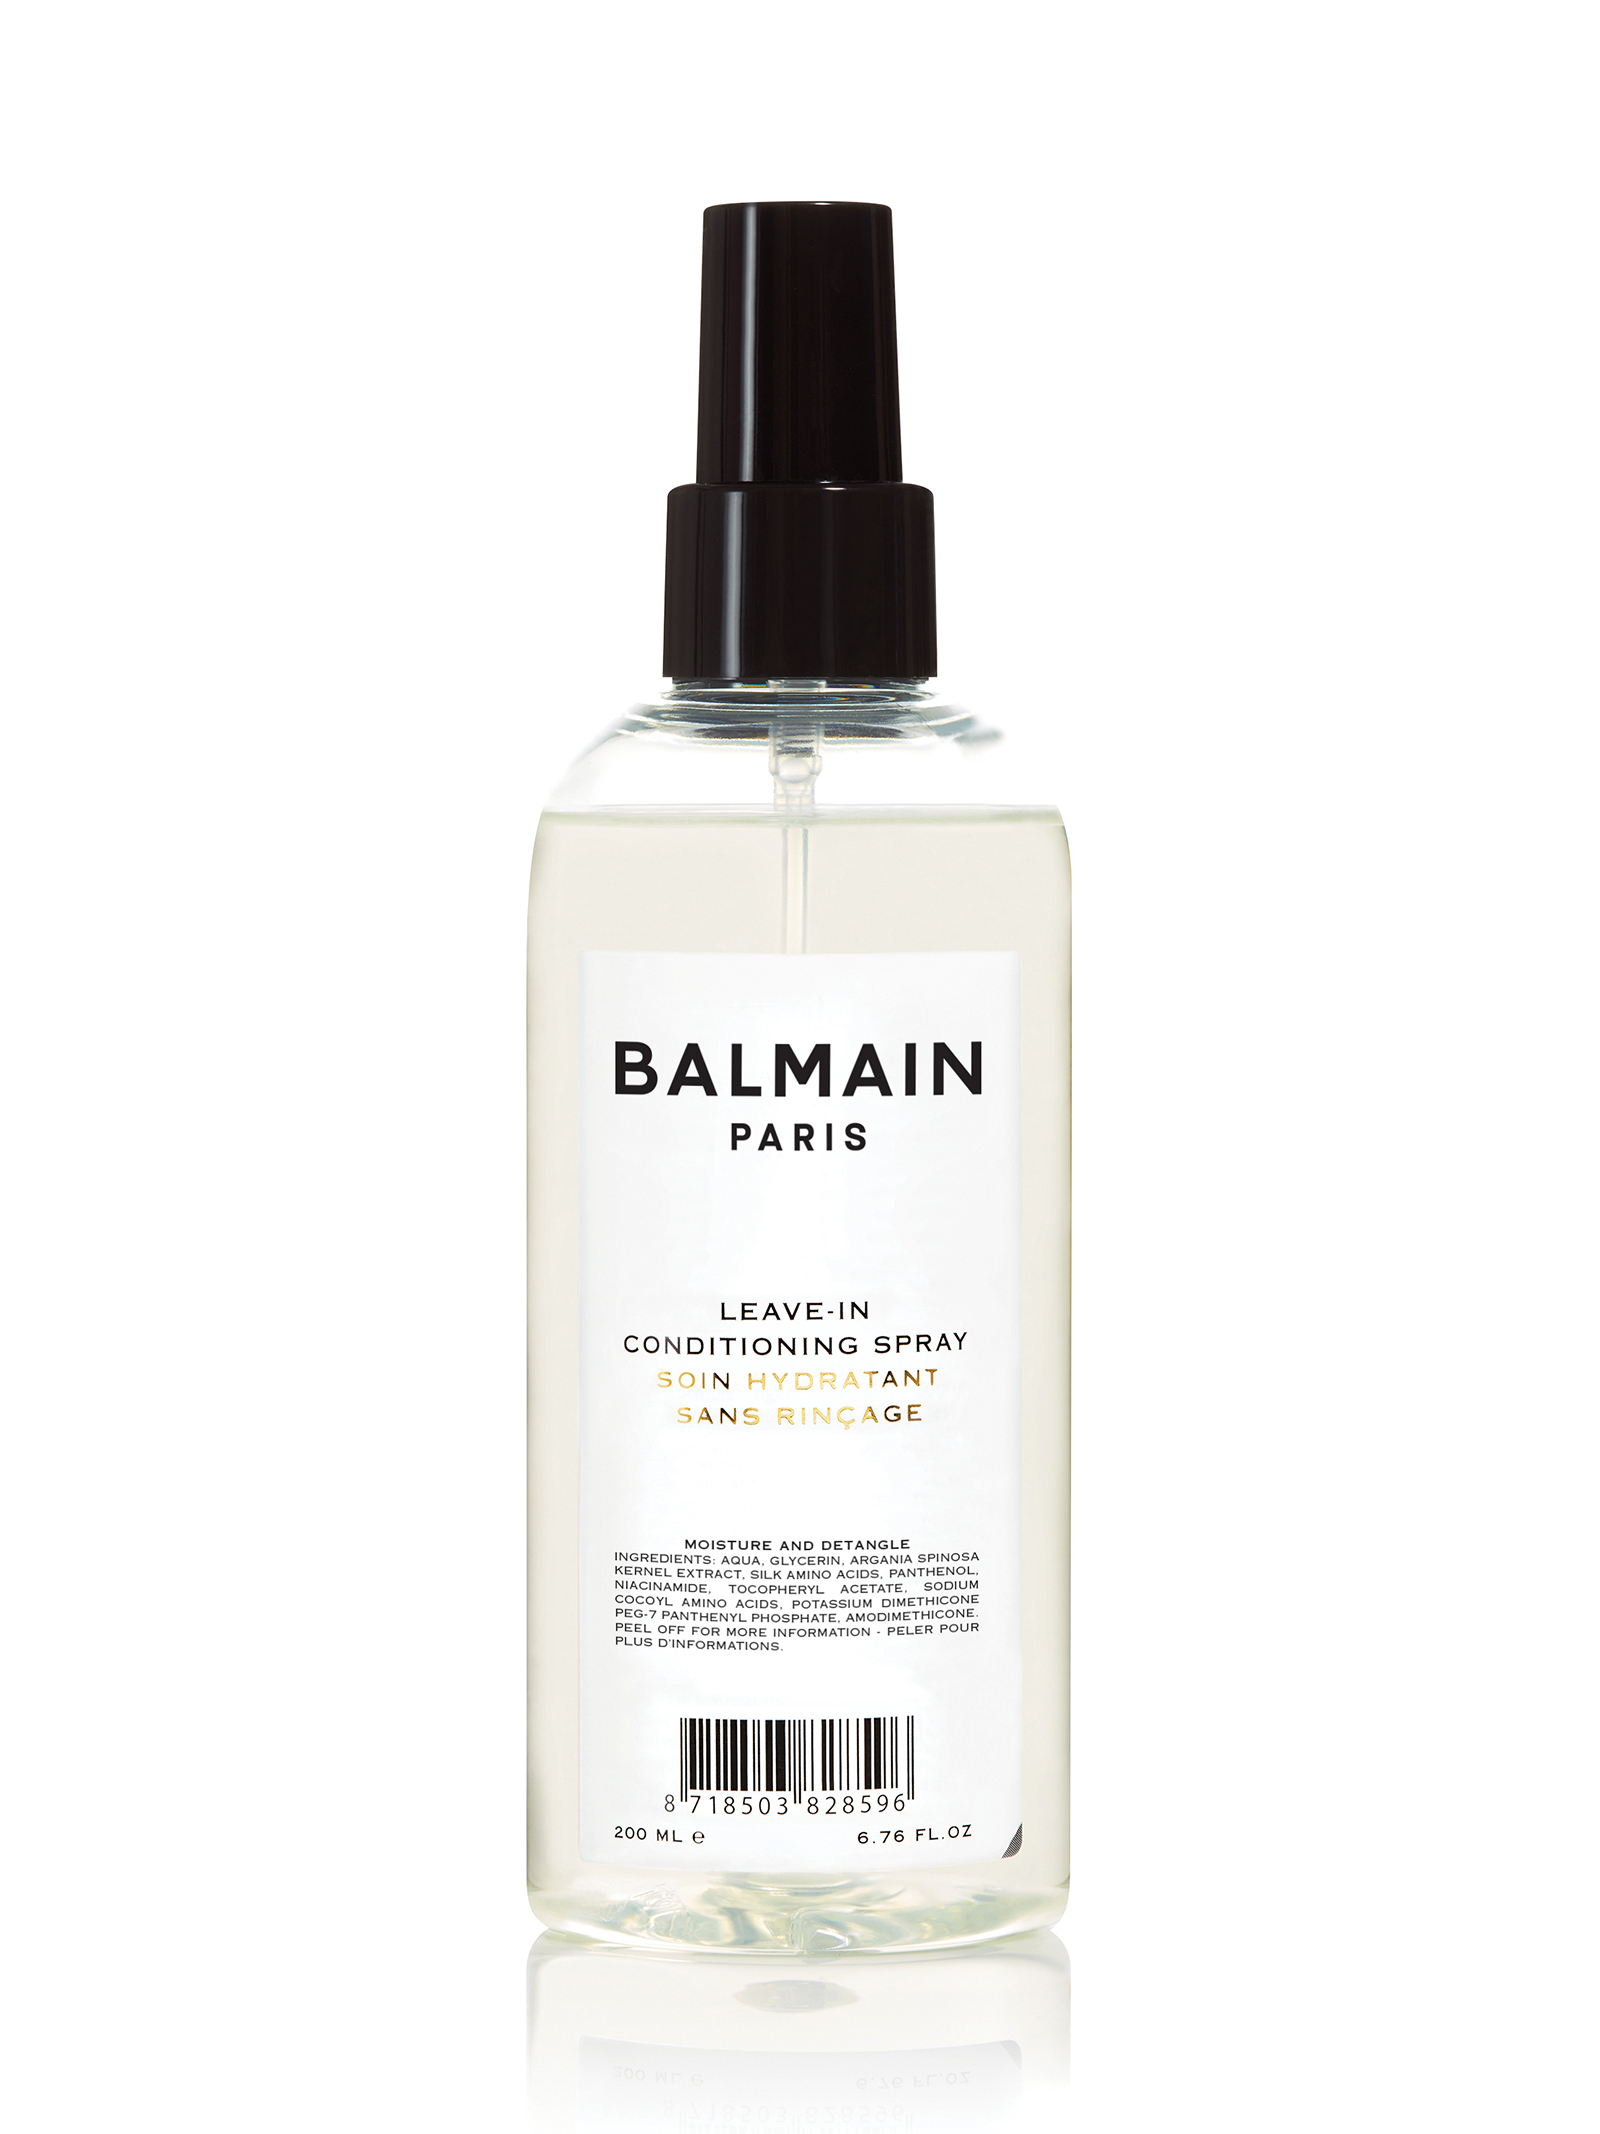 BALMAIN
PARIS
LEAVE-IN
CONDITIONING SPRAY
SOIN HYDRATANT
SANS RINÇAGE
MOISTURE AND DETANGLE
INGREDIENTS: AQUA, GLYCERIN, ARGANIA SPINOSA
KERNEL EXTRACT, SILK AMINO ACIDS, PANTHENOL,
NIACINAMIDE, TOCOPHERYL ACETATE, SODIUM
COCOYL AMINO ACIDS, POTASSIUM DIMETHICONE
PEG-7 PANTHENYL PHOSPHATE, AMODIMETHICONE.
PEEL OFF FOR MORE INFORMATION - PELER POUR
PLUS D'INFORMATIONS.
8 718503 828596
200 ML ℮ 6.76 FL.OZ